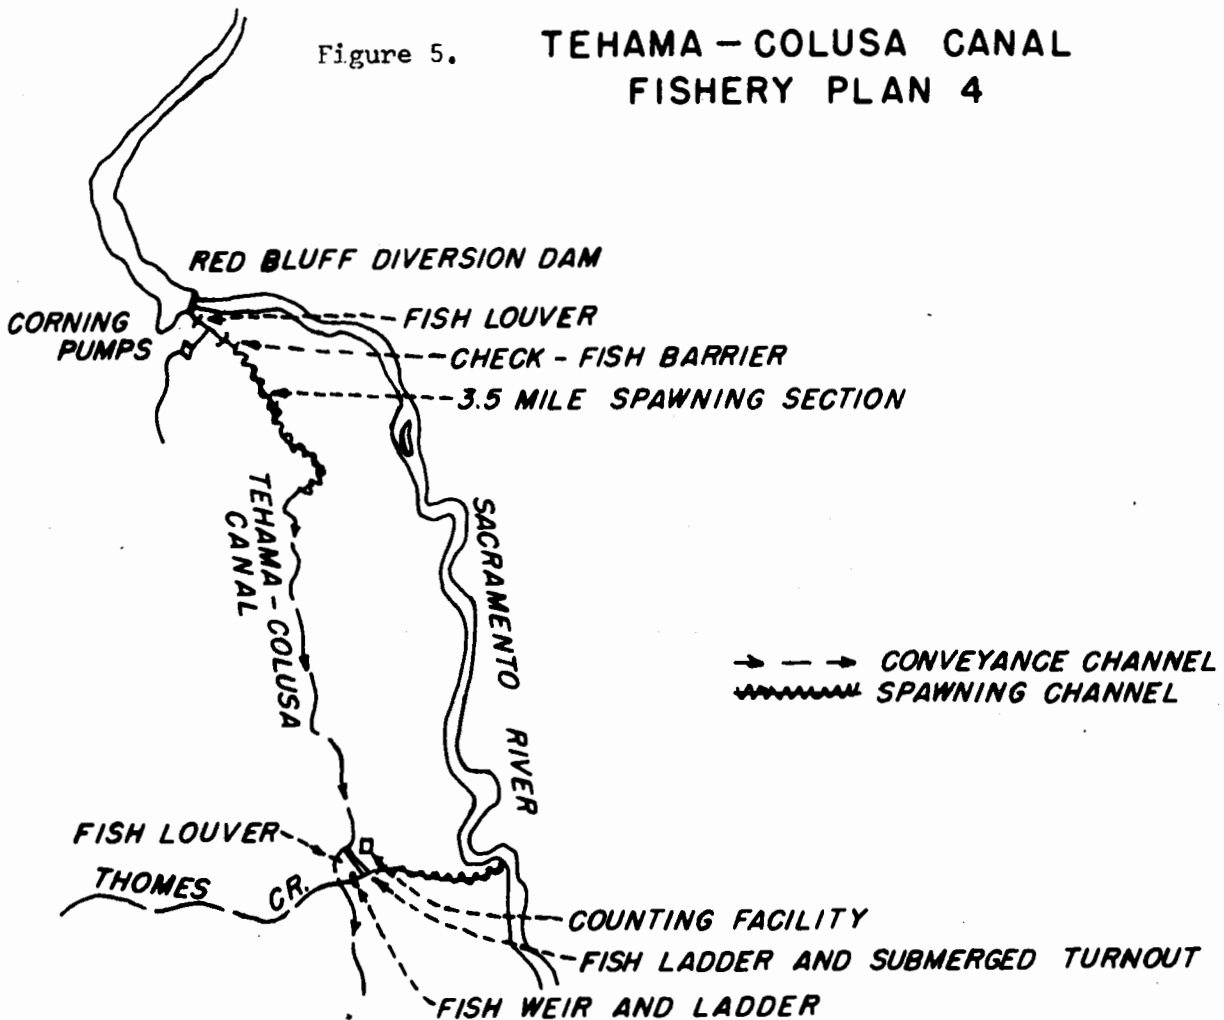 Figure 5.
TEHAMA - COLUSA CANAL
FISHERY PLAN 4
RED BLUFF DIVERSION DAM
CORNING
PUMPS
FISH LOUVER
CHECK - FISH BARRIER
3.5 MILE SPAWNING SECTION
TEHAMA - COLUSA
CANAL
SACRAMENTO RIVER
CONVEYANCE CHANNEL
SPAWNING CHANNEL
FISH LOUVER
THOMES CR.
COUNTING FACILITY
FISH LADDER AND SUBMERGED TURNOUT
FISH WEIR AND LADDER